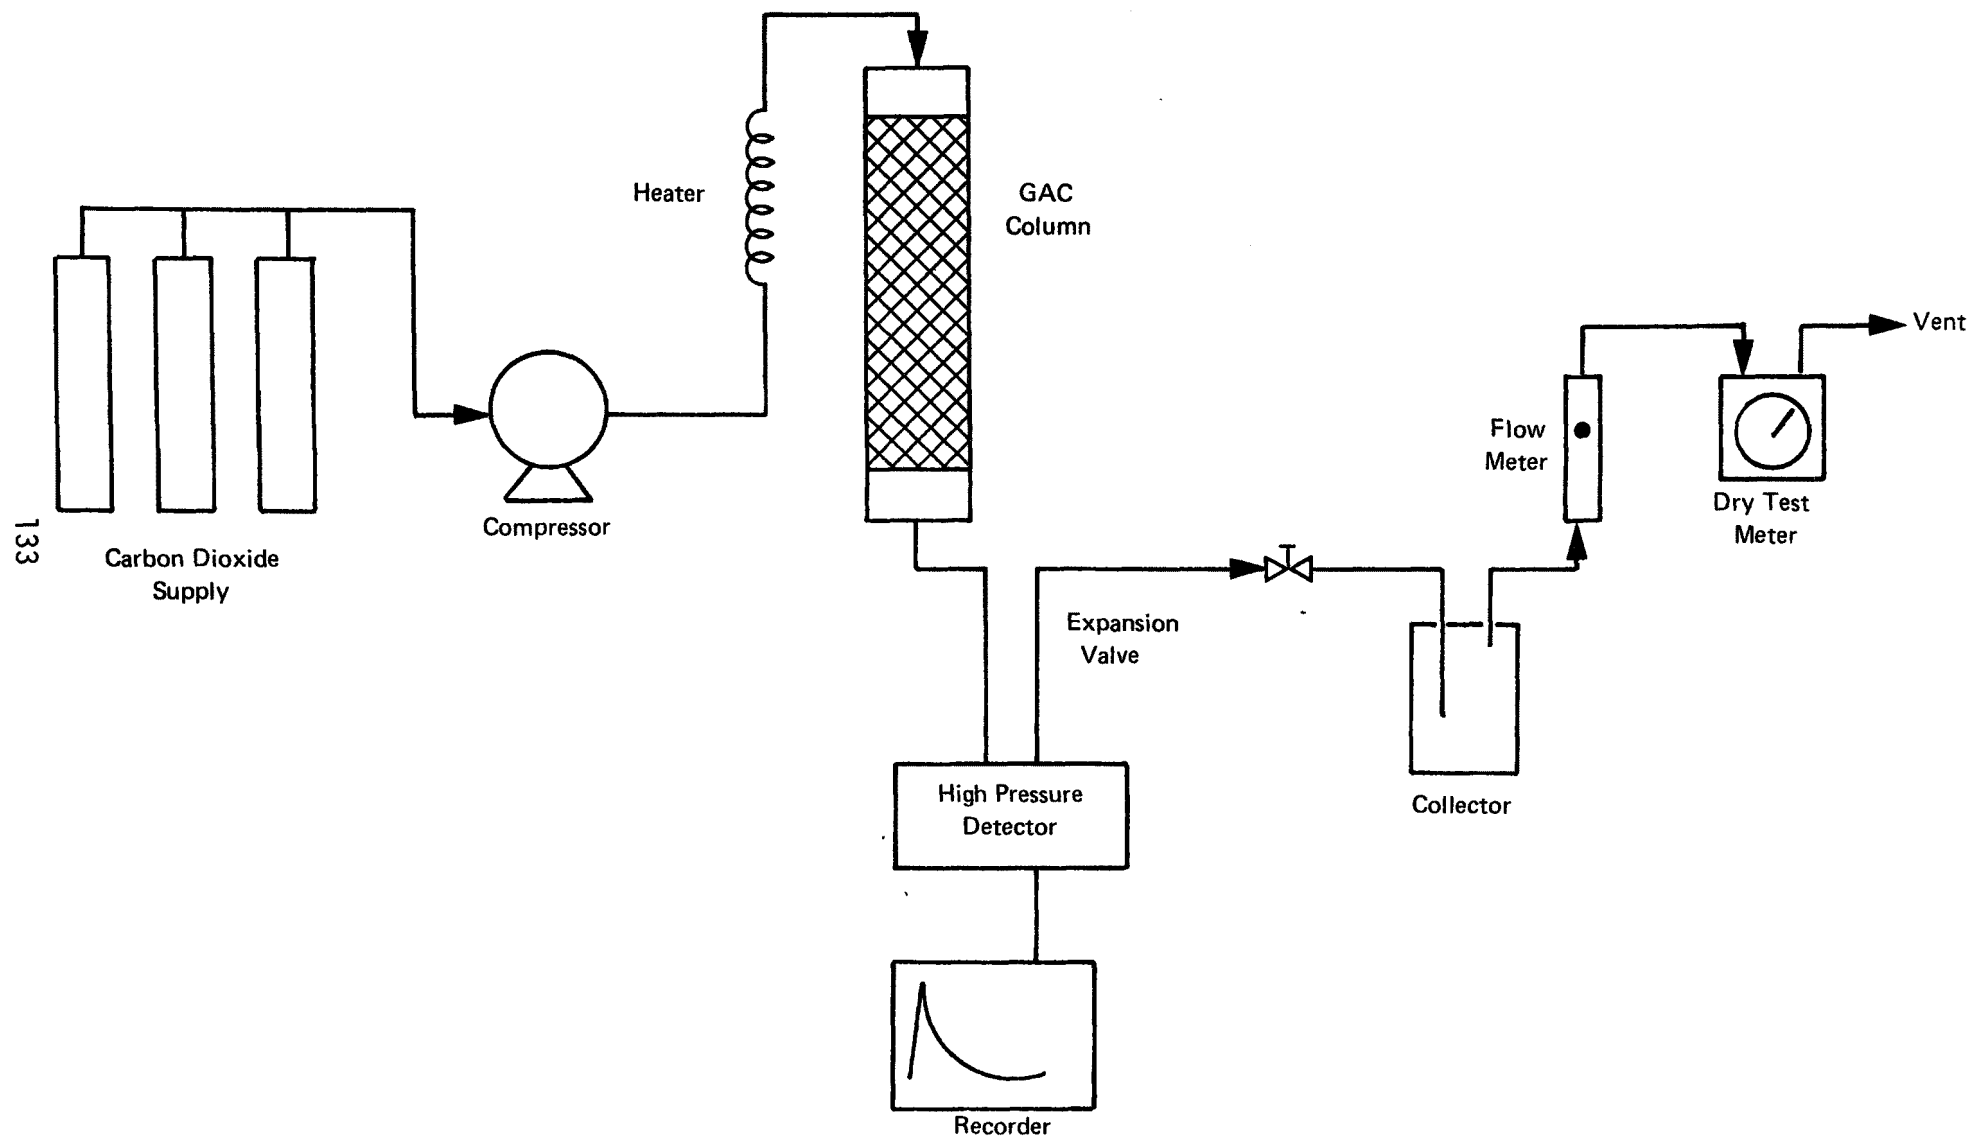 Heater
GAC
Column
Vent
Flow
Meter
Dry Test
Meter
Compressor
133
Carbon Dioxide
Supply
Expansion
Valve
High Pressure
Detector
Collector
Recorder